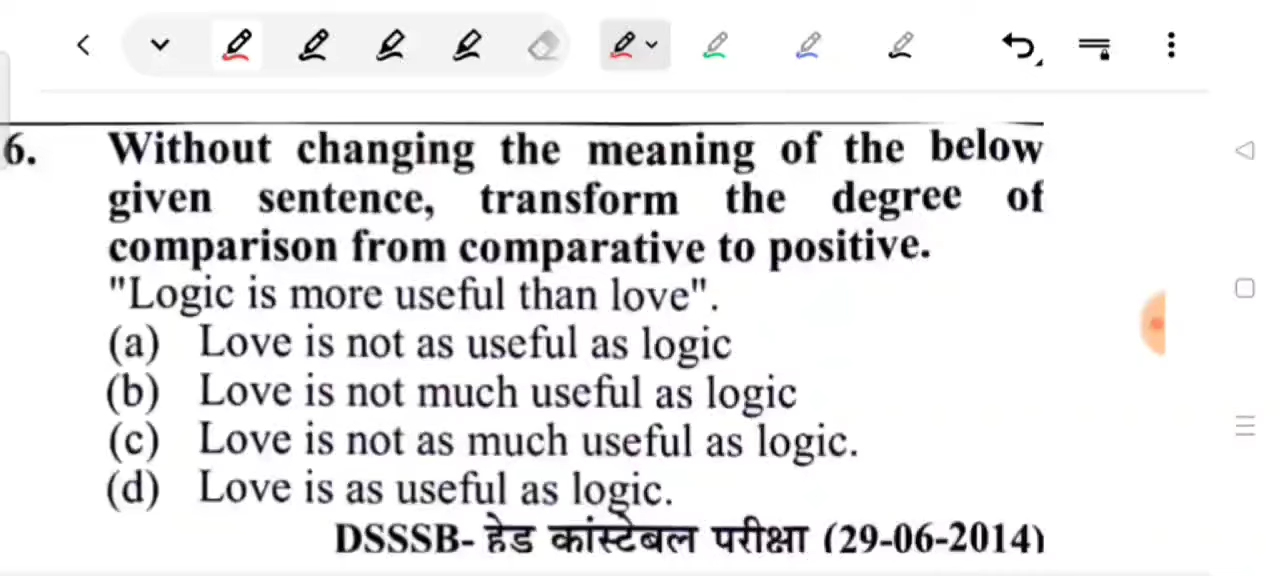 6. Without changing the meaning of the below
given sentence, transform the degree of
comparison from comparative to positive.
"Logic is more useful than love".
(a) Love is not as useful as logic
(b) Love is not much useful as logic
(c) Love is not as much useful as logic.
(d) Love is as useful as logic.
DSSSB- हेड कांस्टेबल परीक्षा (29-06-2014)